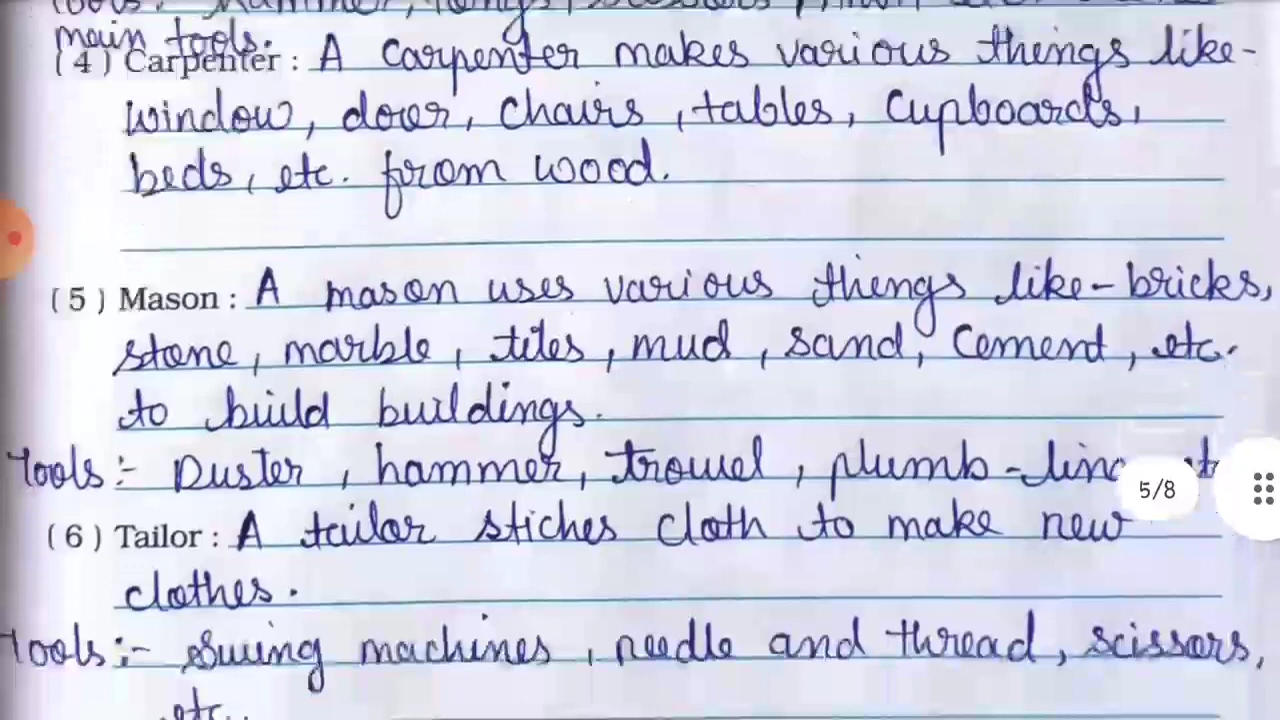 main tools.
(4) Carpenter : A carpenter makes various things like-
window, door, chairs, tables, cupboards,
beds, etc. from wood.
(5) Mason : A mason uses various things like-bricks,
stone, marble, tiles, mud, sand, cement, etc.
to build buildings.
Tools :- Duster, hammer, trowel, plumb-line
5/8
(6) Tailor : A tailor stiches cloth to make new
clothes.
Tools :- Swing machines, needle and thread, scissors,
etc.